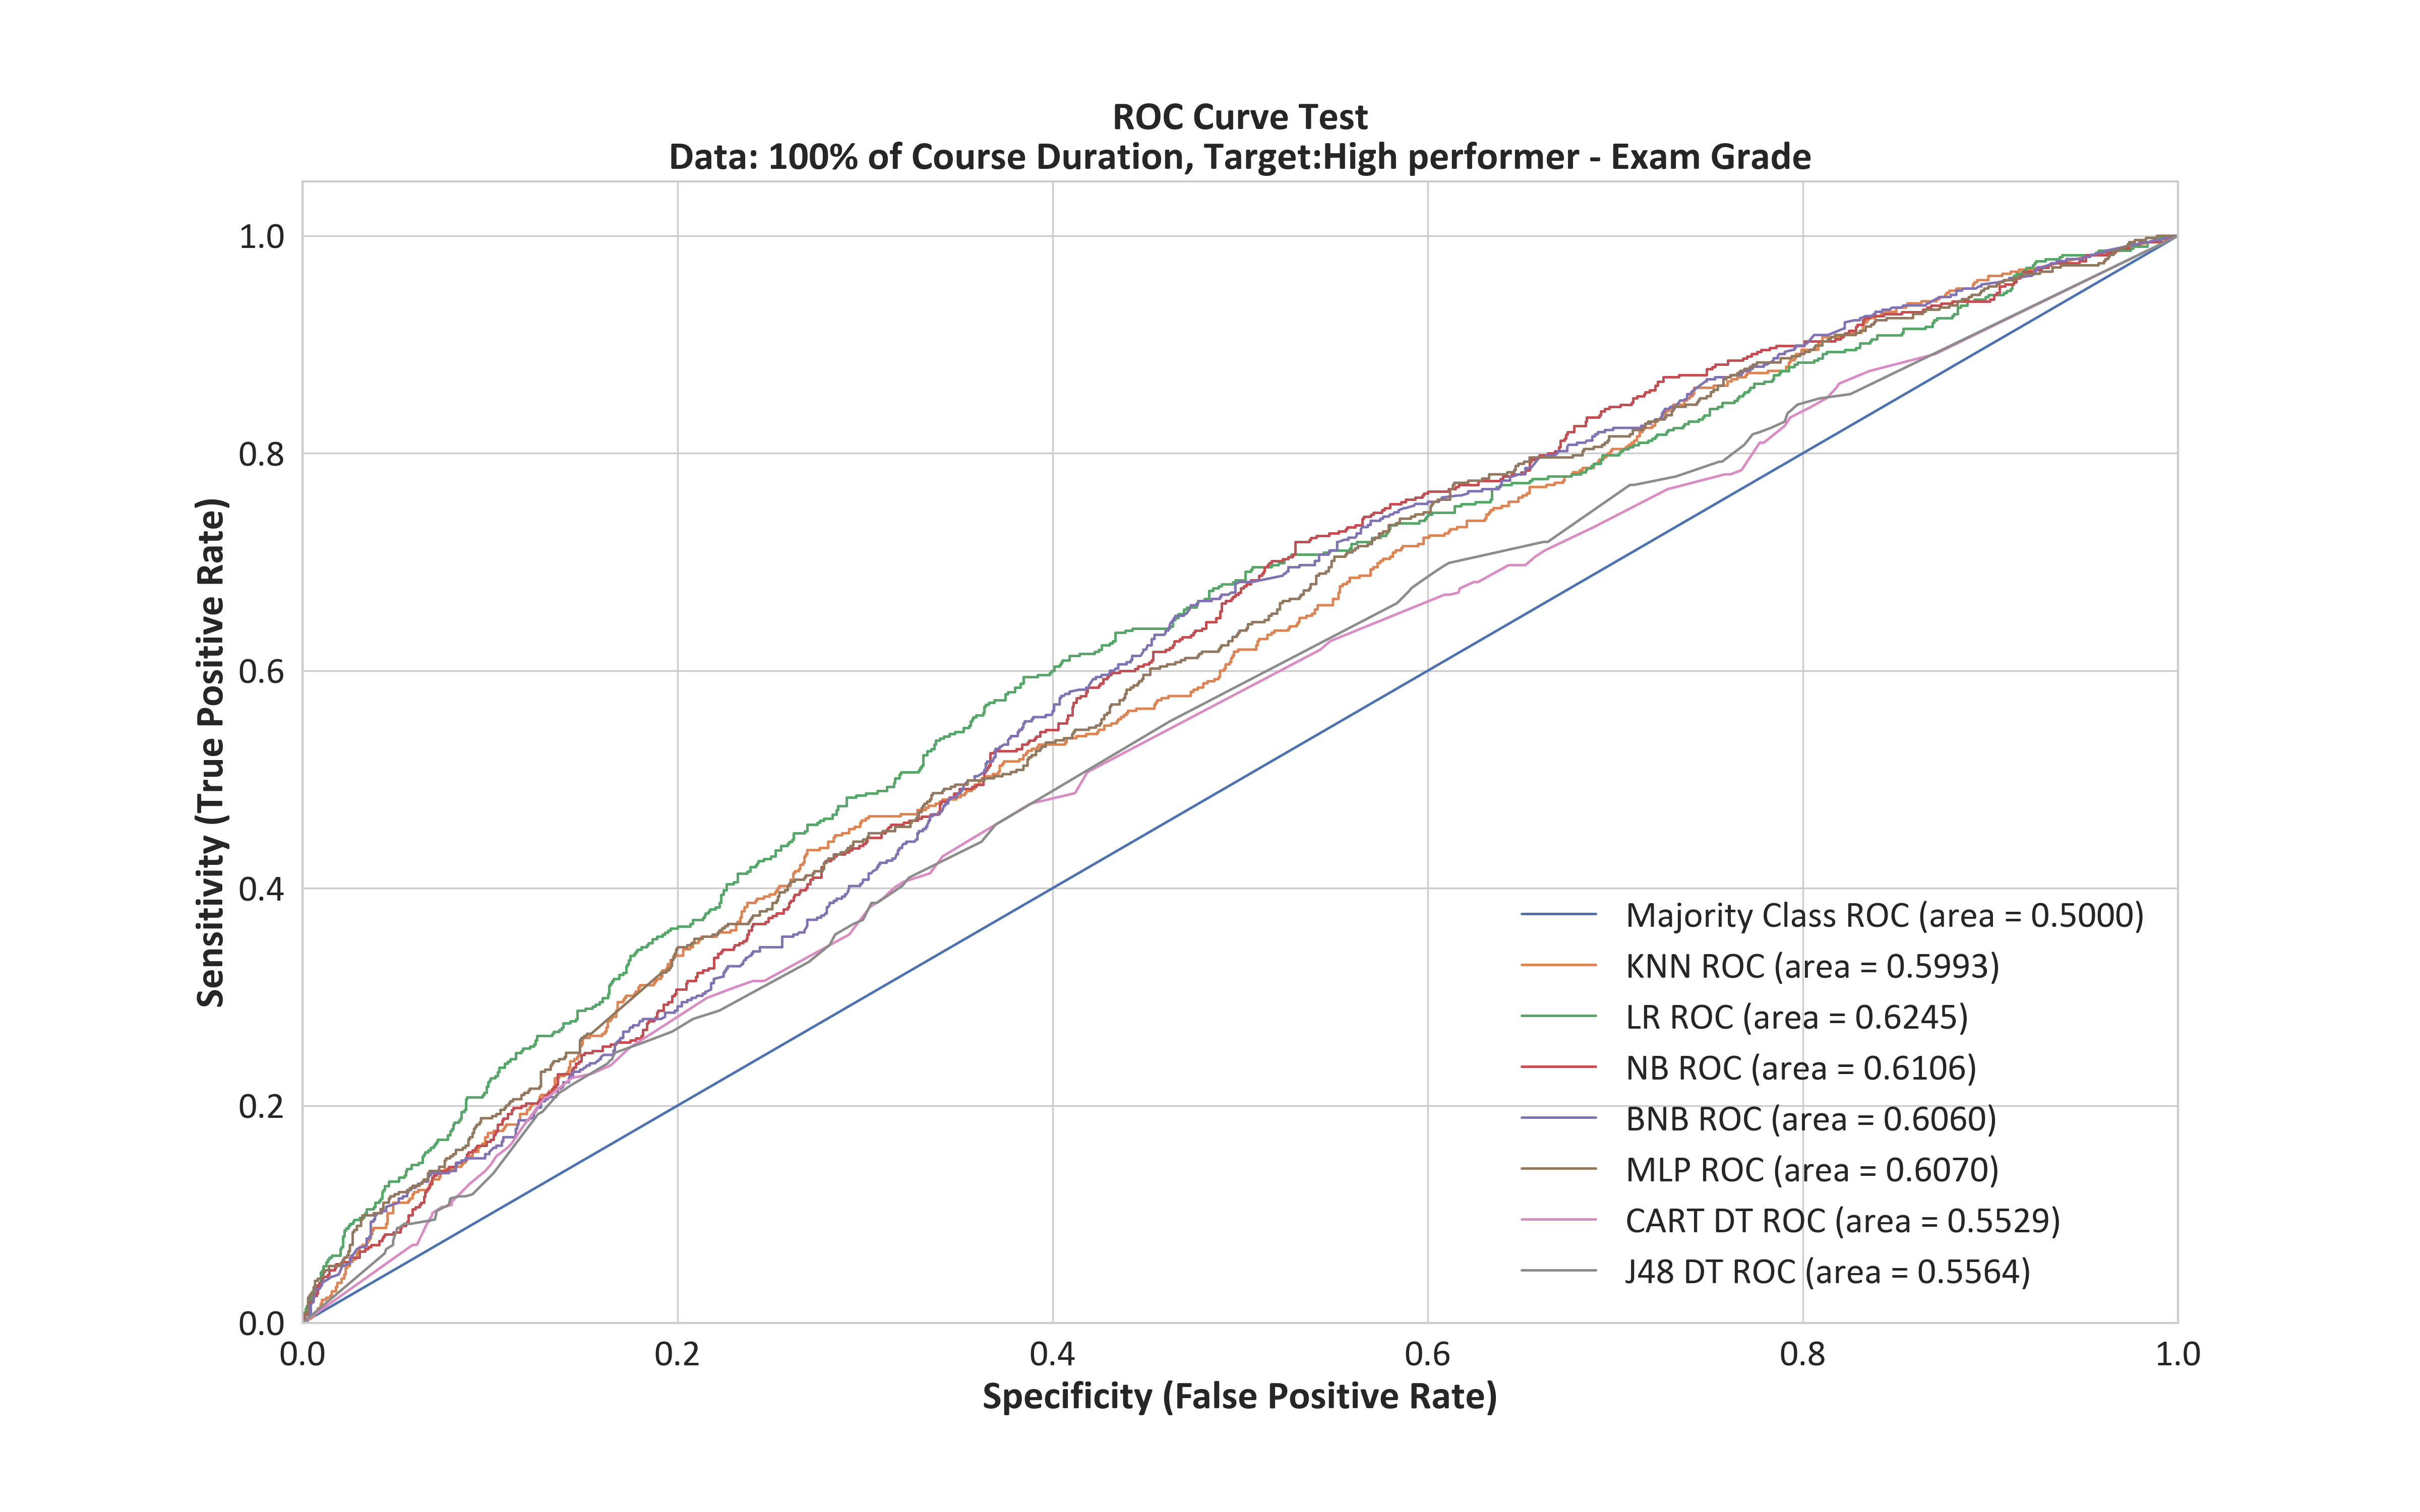 ROC Curve Test
Data: 100% of Course Duration, Target:High performer - Exam Grade
Sensitivity (True Positive Rate)
1.0
0.8
0.6
0.4
0.2
0.0
Majority Class ROC (area = 0.5000)
KNN ROC (area = 0.5993)
LR ROC (area = 0.6245)
NB ROC (area = 0.6106)
BNB ROC (area = 0.6060)
MLP ROC (area = 0.6070)
CART DT ROC (area = 0.5529)
J48 DT ROC (area = 0.5564)
0.0 0.2 0.4 0.6 0.8 1.0
Specificity (False Positive Rate)